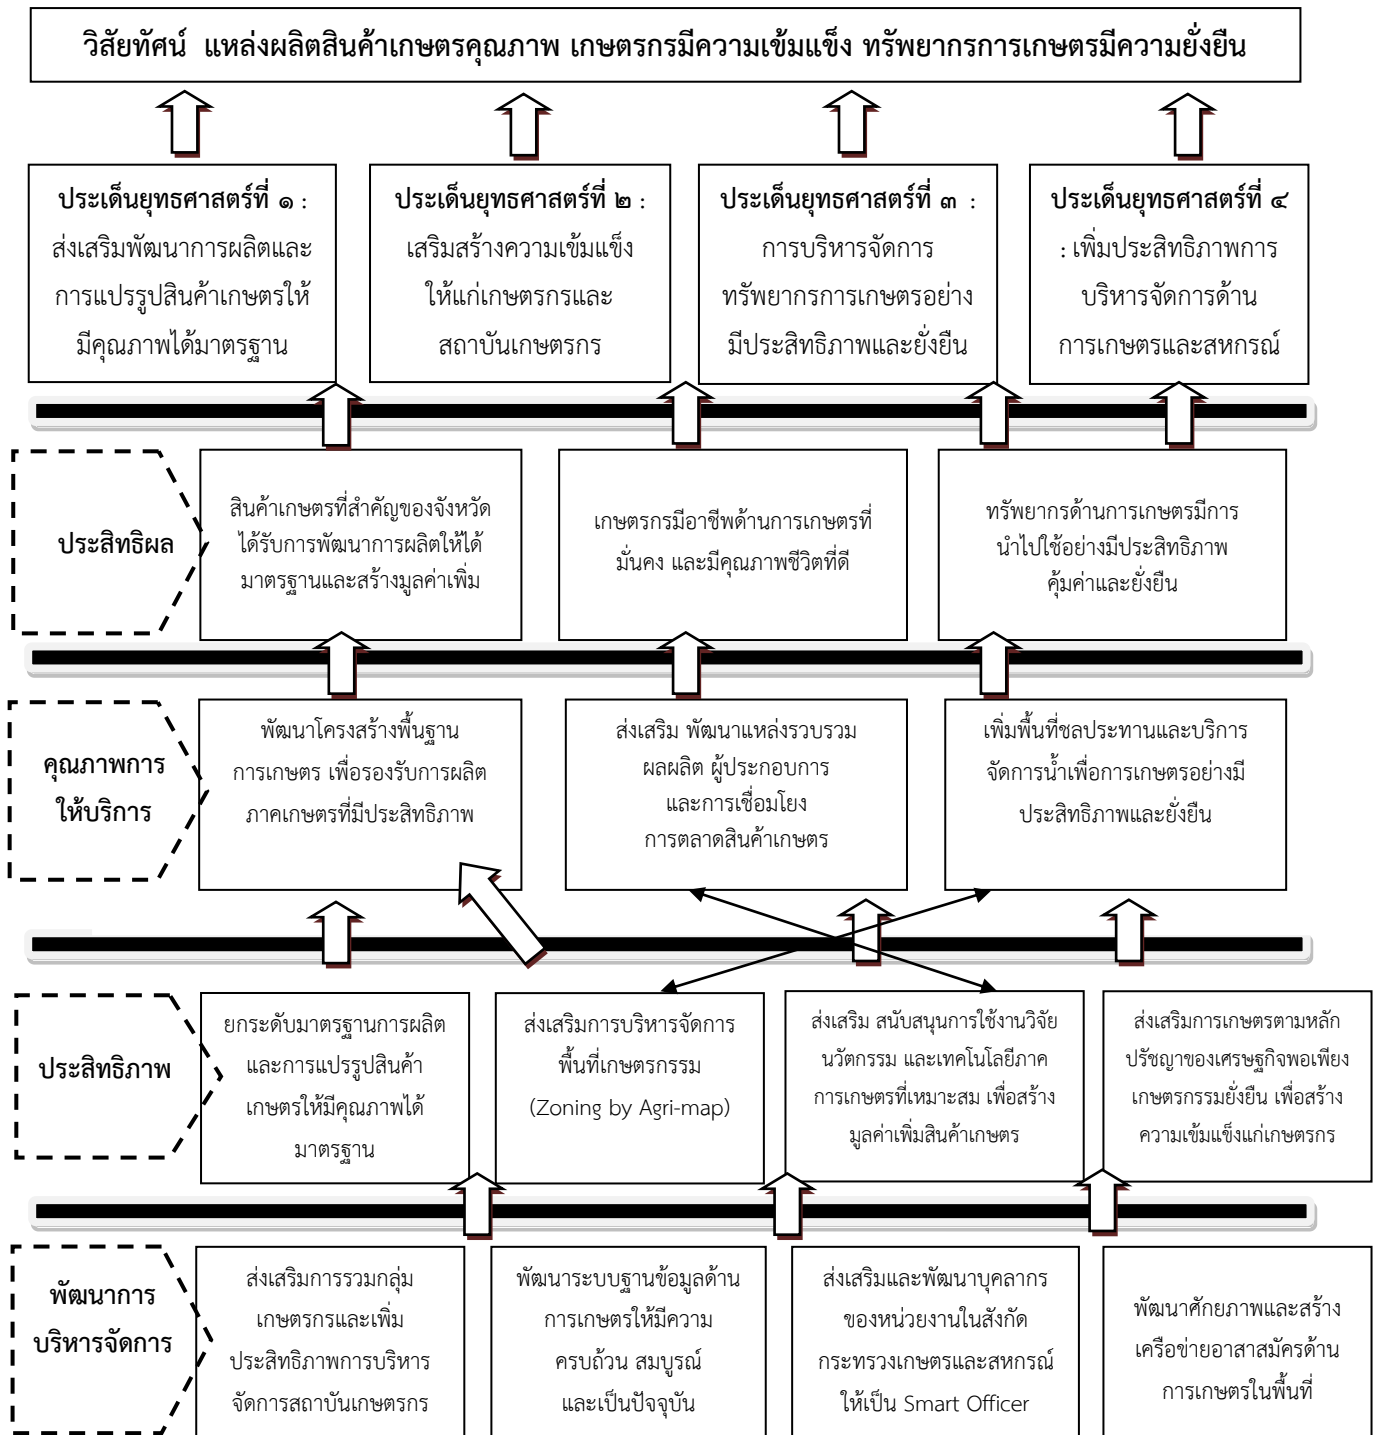 วิสัยทัศน์ แหล่งผลิตสินค้าเกษตรคุณภาพ เกษตรกรมีความเข้มแข็ง ทรัพยากรการเกษตรมีความยั่งยืน
ประเด็นยุทธศาสตร์ที่ ๑ :
ส่งเสริมพัฒนาการผลิตและ
การแปรรูปสินค้าเกษตรให้
มีคุณภาพได้มาตรฐาน
ประเด็นยุทธศาสตร์ที่ ๒ :
เสริมสร้างความเข้มแข็ง
ให้แก่เกษตรกรและ
สถาบันเกษตรกร
ประเด็นยุทธศาสตร์ที่ ๓ :
การบริหารจัดการ
ทรัพยากรการเกษตรอย่าง
มีประสิทธิภาพและยั่งยืน
ประเด็นยุทธศาสตร์ที่ ๔
: เพิ่มประสิทธิภาพการ
บริหารจัดการด้าน
การเกษตรและสหกรณ์
ประสิทธิผล
สินค้าเกษตรที่สำคัญของจังหวัด
ได้รับการพัฒนาการผลิตให้ได้
มาตรฐานและสร้างมูลค่าเพิ่ม
เกษตรกรมีอาชีพด้านการเกษตรที่
มั่นคง และมีคุณภาพชีวิตที่ดี
ทรัพยากรด้านการเกษตรมีการ
นำไปใช้อย่างมีประสิทธิภาพ
คุ้มค่าและยั่งยืน
คุณภาพการ
ให้บริการ
พัฒนาโครงสร้างพื้นฐาน
การเกษตร เพื่อรองรับการผลิต
ภาคเกษตรที่มีประสิทธิภาพ
ส่งเสริม พัฒนาแหล่งรวบรวม
ผลผลิต ผู้ประกอบการ
และการเชื่อมโยง
การตลาดสินค้าเกษตร
เพิ่มพื้นที่ชลประทานและบริการ
จัดการน้ำเพื่อการเกษตรอย่างมี
ประสิทธิภาพและยั่งยืน
ประสิทธิภาพ
ยกระดับมาตรฐานการผลิต
และการแปรรูปสินค้า
เกษตรให้มีคุณภาพได้
มาตรฐาน
ส่งเสริมการบริหารจัดการ
พื้นที่เกษตรกรรม
(Zoning by Agri-map)
ส่งเสริม สนับสนุนการใช้งานวิจัย
นวัตกรรม และเทคโนโลยีภาค
การเกษตรที่เหมาะสม เพื่อสร้าง
มูลค่าเพิ่มสินค้าเกษตร
ส่งเสริมการเกษตรตามหลัก
ปรัชญาของเศรษฐกิจพอเพียง
เกษตรกรรมยั่งยืน เพื่อสร้าง
ความเข้มแข็งแก่เกษตรกร
พัฒนาการ
บริหารจัดการ
ส่งเสริมการรวมกลุ่ม
เกษตรกรและเพิ่ม
ประสิทธิภาพการบริหาร
จัดการสถาบันเกษตรกร
พัฒนาระบบฐานข้อมูลด้าน
การเกษตรให้มีความ
ครบถ้วน สมบูรณ์
และเป็นปัจจุบัน
ส่งเสริมและพัฒนาบุคลากร
ของหน่วยงานในสังกัด
กระทรวงเกษตรและสหกรณ์
ให้เป็น Smart Officer
พัฒนาศักยภาพและสร้าง
เครือข่ายอาสาสมัครด้าน
การเกษตรในพื้นที่